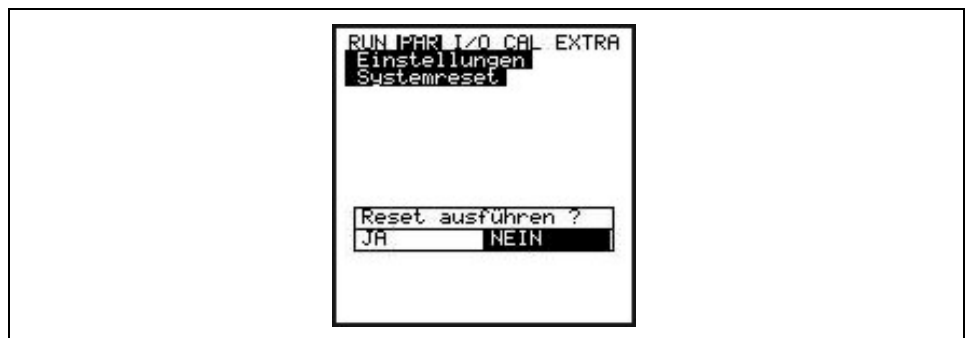 RUN PAR I/O CAL EXTRA
Einstellungen
Systemreset
Reset ausführen ?
JA NEIN